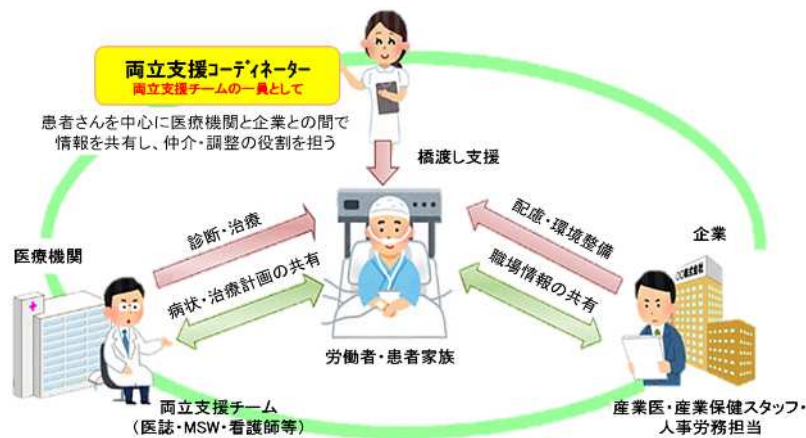 両立支援ｺｰﾃﾞｨﾈｰﾀｰ
両立支援チームの一員として
患者さんを中心に医療機関と企業との間で
情報を共有し、仲介・調整の役割を担う
橋渡し支援
診断・治療
配慮・環境整備
医療機関
企業
○○株式会社
病状・治療計画の共有
職場情報の共有
労働者・患者家族
両立支援チーム
（医誌・MSW・看護師等）
産業医・産業保健スタッフ・
人事労務担当